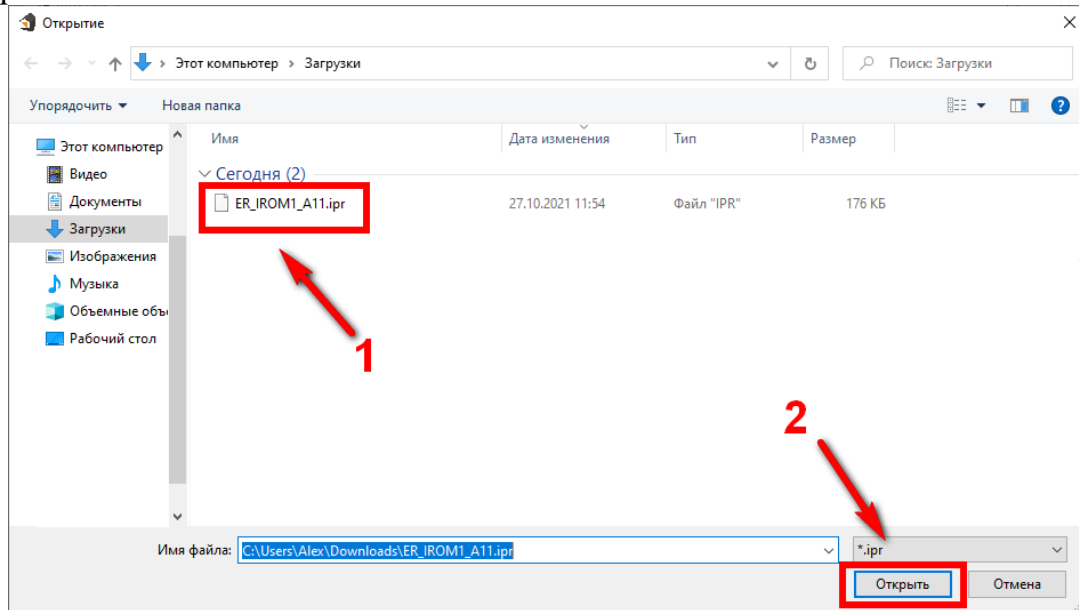 Открытие
Этот компьютер › Загрузки
Поиск: Загрузки
Упорядочить
Новая папка
Имя
Дата изменения
Тип
Размер
Этот компьютер
Видео
Документы
Загрузки
Изображения
Музыка
Объемные объ
Рабочий стол
Сегодня (2)
ER_IROM1_A11.ipr
27.10.2021 11:54
Файл "IPR"
176 КБ
1
2
Имя файла:
C:\Users\Alex\Downloads\ER_IROM1_A11.ipr
*.ipr
Открыть
Отмена